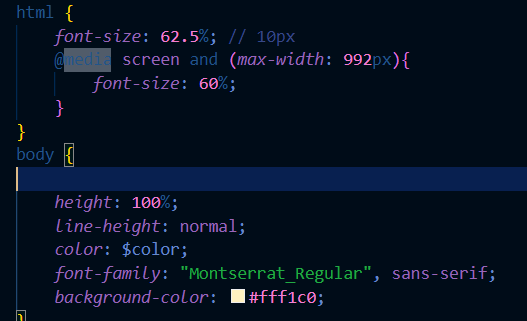 html {
font-size: 62.5%; // 10px
@media screen and (max-width: 992px){
font-size: 60%;
}
}
body {
height: 100%;
line-height: normal;
color: $color;
font-family: "Montserrat_Regular", sans-serif;
background-color: #fff1c0;
}